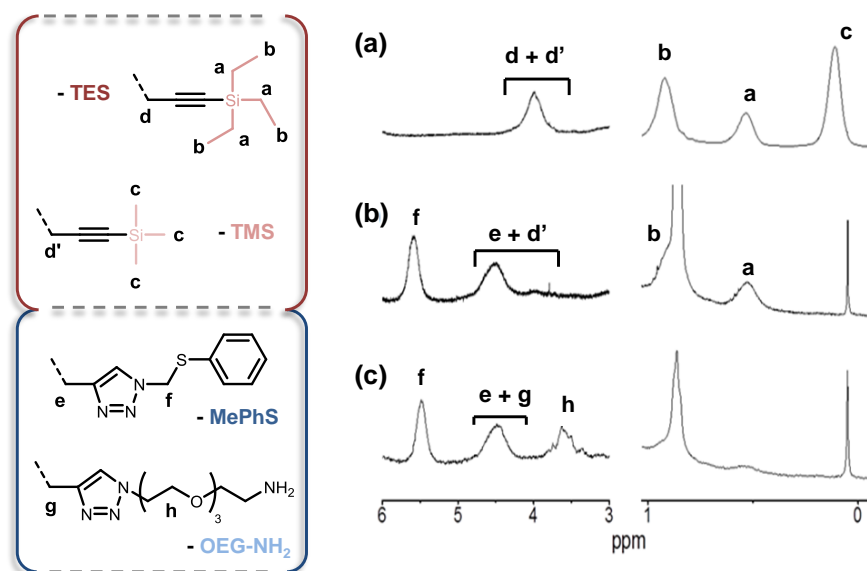 b
a
b
- TES
Si
a
d
b
a
c
Si
c
- TMS
d'
c
S
N
N=N
e
f
- MePhS
N
O
NH2
N=N
3
g
h
- OEG-NH2
(a)
d + d'
b
a
c
(b)
f
e + d'
b
a
(c)
f
e + g
h
6
5
4
3
1
0
ppm